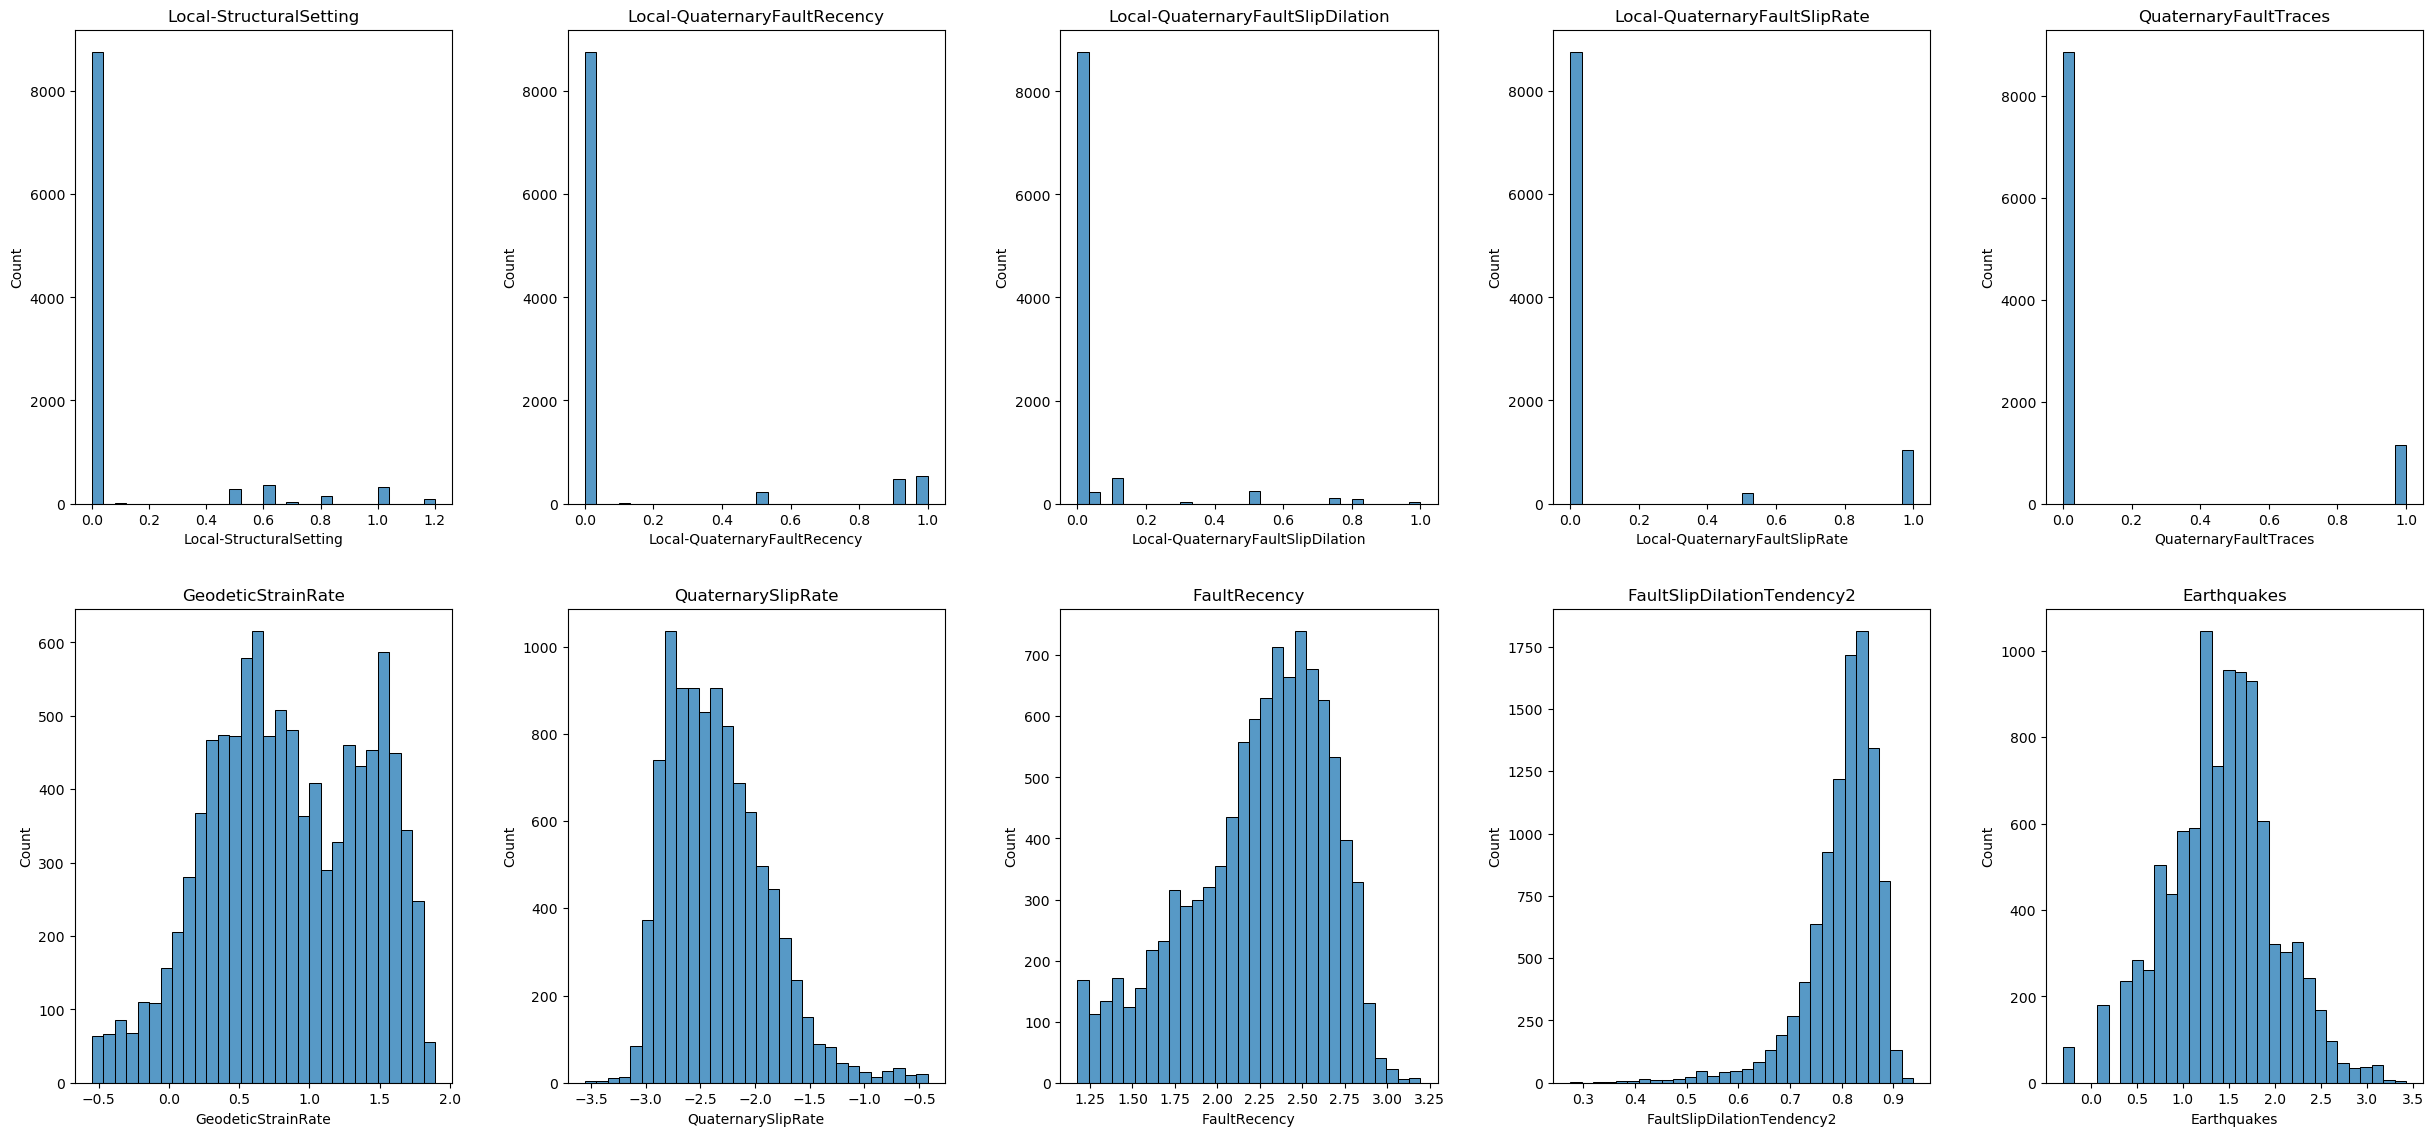 Local-StructuralSetting
Count
8000
6000
4000
2000
0
0.0 0.2 0.4 0.6 0.8 1.0 1.2
Local-StructuralSetting
Local-QuaternaryFaultRecency
Count
8000
6000
4000
2000
0
0.0 0.2 0.4 0.6 0.8 1.0
Local-QuaternaryFaultRecency
Local-QuaternaryFaultSlipDilation
Count
8000
6000
4000
2000
0
0.0 0.2 0.4 0.6 0.8 1.0
Local-QuaternaryFaultSlipDilation
Local-QuaternaryFaultSlipRate
Count
8000
6000
4000
2000
0
0.0 0.2 0.4 0.6 0.8 1.0
Local-QuaternaryFaultSlipRate
QuaternaryFaultTraces
Count
8000
6000
4000
2000
0
0.0 0.2 0.4 0.6 0.8 1.0
QuaternaryFaultTraces
GeodeticStrainRate
Count
600
500
400
300
200
100
0
−0.5 0.0 0.5 1.0 1.5 2.0
GeodeticStrainRate
QuaternarySlipRate
Count
1000
800
600
400
200
0
−3.5 −3.0 −2.5 −2.0 −1.5 −1.0 −0.5
QuaternarySlipRate
FaultRecency
Count
700
600
500
400
300
200
100
0
1.25 1.50 1.75 2.00 2.25 2.50 2.75 3.00 3.25
FaultRecency
FaultSlipDilationTendency2
Count
1750
1500
1250
1000
750
500
250
0
0.3 0.4 0.5 0.6 0.7 0.8 0.9
FaultSlipDilationTendency2
Earthquakes
Count
1000
800
600
400
200
0
0.0 0.5 1.0 1.5 2.0 2.5 3.0 3.5
Earthquakes